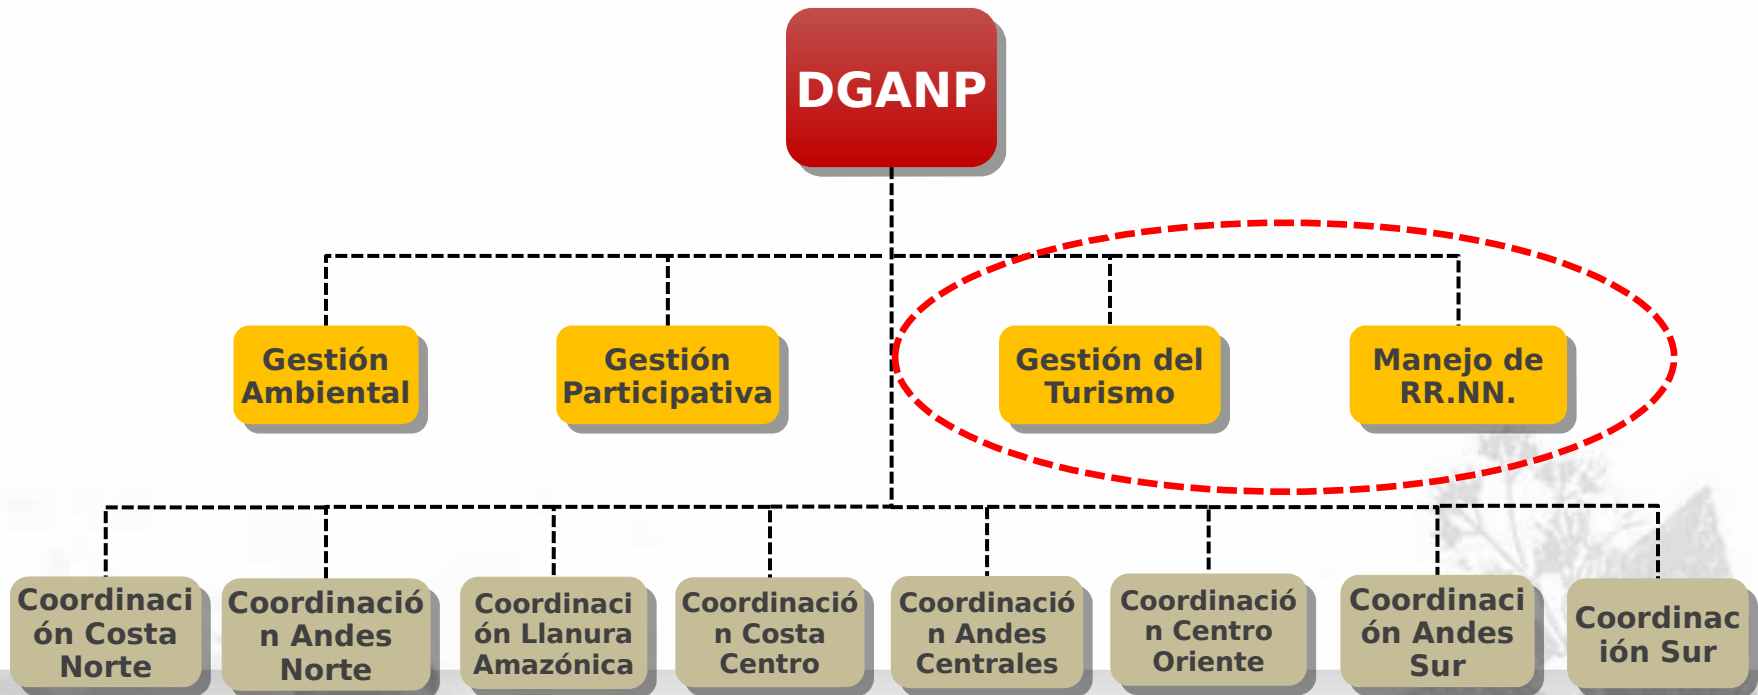 DGANP
Gestión
Ambiental
Gestión
Participativa
Gestión del
Turismo
Manejo de
RR.NN.
Coordinaci
ón Costa
Norte
Coordinació
n Andes
Norte
Coordinaci
ón Llanura
Amazónica
Coordinació
n Costa
Centro
Coordinació
n Andes
Centrales
Coordinació
n Centro
Oriente
Coordinaci
ón Andes
Sur
Coordinac
ión Sur